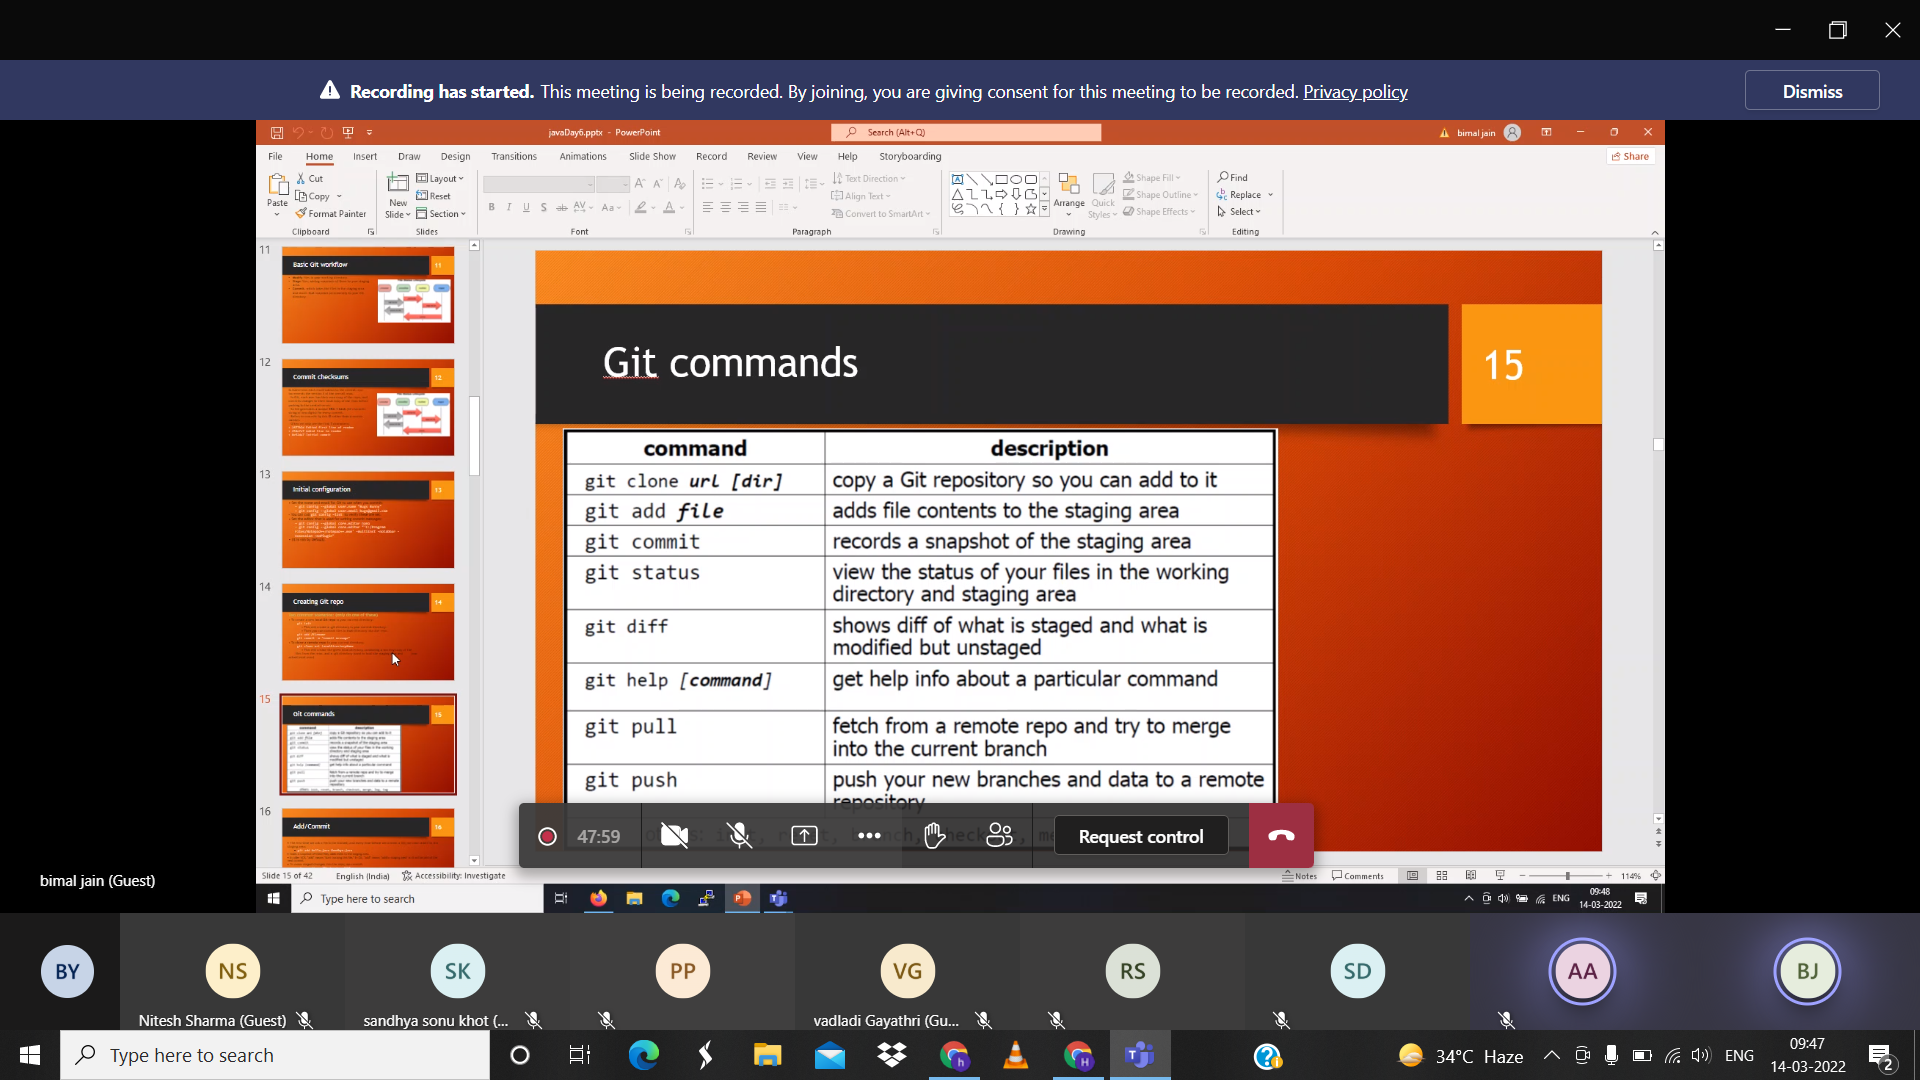 Recording has started. This meeting is being recorded. By joining, you are giving consent for this meeting to be recorded. Privacy policy
Dismiss
javaDay6.pptx - PowerPoint
Search (Alt+Q)
bimal jain
File Home Insert Draw Design Transitions Animations Slide Show Record Review View Help Storyboarding
Share
Paste
Cut
Copy
Format Painter
Clipboard
New
Slide
Layout
Reset
Section
Slides
Font
Text Direction
Align Text
Convert to SmartArt
Paragraph
Arrange
Quick
Styles
Shape Fill
Shape Outline
Shape Effects
Drawing
Find
Replace
Select
Editing
11
Basic Git workflow 11
12
Commit checksums 12
13
Initial configuration 13
14
Creating Git repo 14
15
Git commands 15
16
Add/Commit 16
Git commands
15
command description
git clone url [dir] copy a Git repository so you can add to it
git add file adds file contents to the staging area
git commit records a snapshot of the staging area
git status view the status of your files in the working
directory and staging area
git diff shows diff of what is staged and what is
modified but unstaged
git help [command] get help info about a particular command
git pull fetch from a remote repo and try to merge
into the current branch
git push push your new branches and data to a remote
repository
47:59
Request control
bimal jain (Guest)
Slide 15 of 42 English (India) Accessibility: Investigate
Notes Comments 114%
Type here to search
ENG
09:48
14-03-2022
BY
NS
SK
PP
VG
RS
SD
AA
BJ
Nitesh Sharma (Guest)
sandhya sonu khot (...
vadladi Gayathri (Gu...
Type here to search
34°C Haze
ENG
09:47
14-03-2022
2